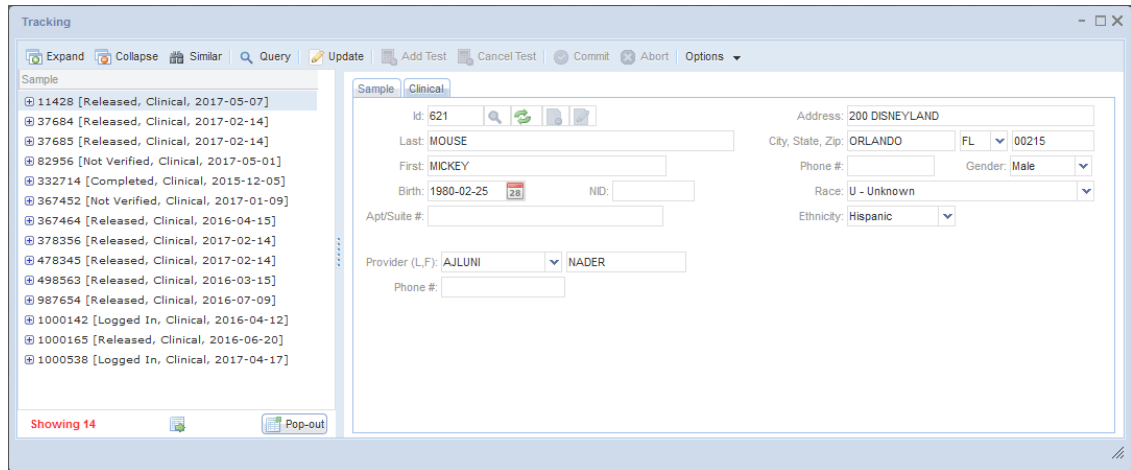 Tracking
Expand Collapse Similar Query Update Add Test Cancel Test Commit Abort Options
Sample
11428 [Released, Clinical, 2017-05-07]
37684 [Released, Clinical, 2017-02-14]
37685 [Released, Clinical, 2017-02-14]
82956 [Not Verified, Clinical, 2017-05-01]
332714 [Completed, Clinical, 2015-12-05]
367452 [Not Verified, Clinical, 2017-01-09]
367464 [Released, Clinical, 2016-04-15]
378356 [Released, Clinical, 2017-02-14]
478345 [Released, Clinical, 2017-02-14]
498563 [Released, Clinical, 2016-03-15]
987654 [Released, Clinical, 2016-07-09]
1000142 [Logged In, Clinical, 2016-04-12]
1000165 [Released, Clinical, 2016-06-20]
1000538 [Logged In, Clinical, 2017-04-17]
Showing 14
Pop-out
Sample Clinical
Id: 621
Last: MOUSE
First: MICKEY
Birth: 1980-02-25 28 NID:
Apt/Suite #:
Provider (L,F): AJLUNI NADER
Phone #:
Address: 200 DISNEYLAND
City, State, Zip: ORLANDO FL 00215
Phone #: Gender: Male
Race: U - Unknown
Ethnicity: Hispanic